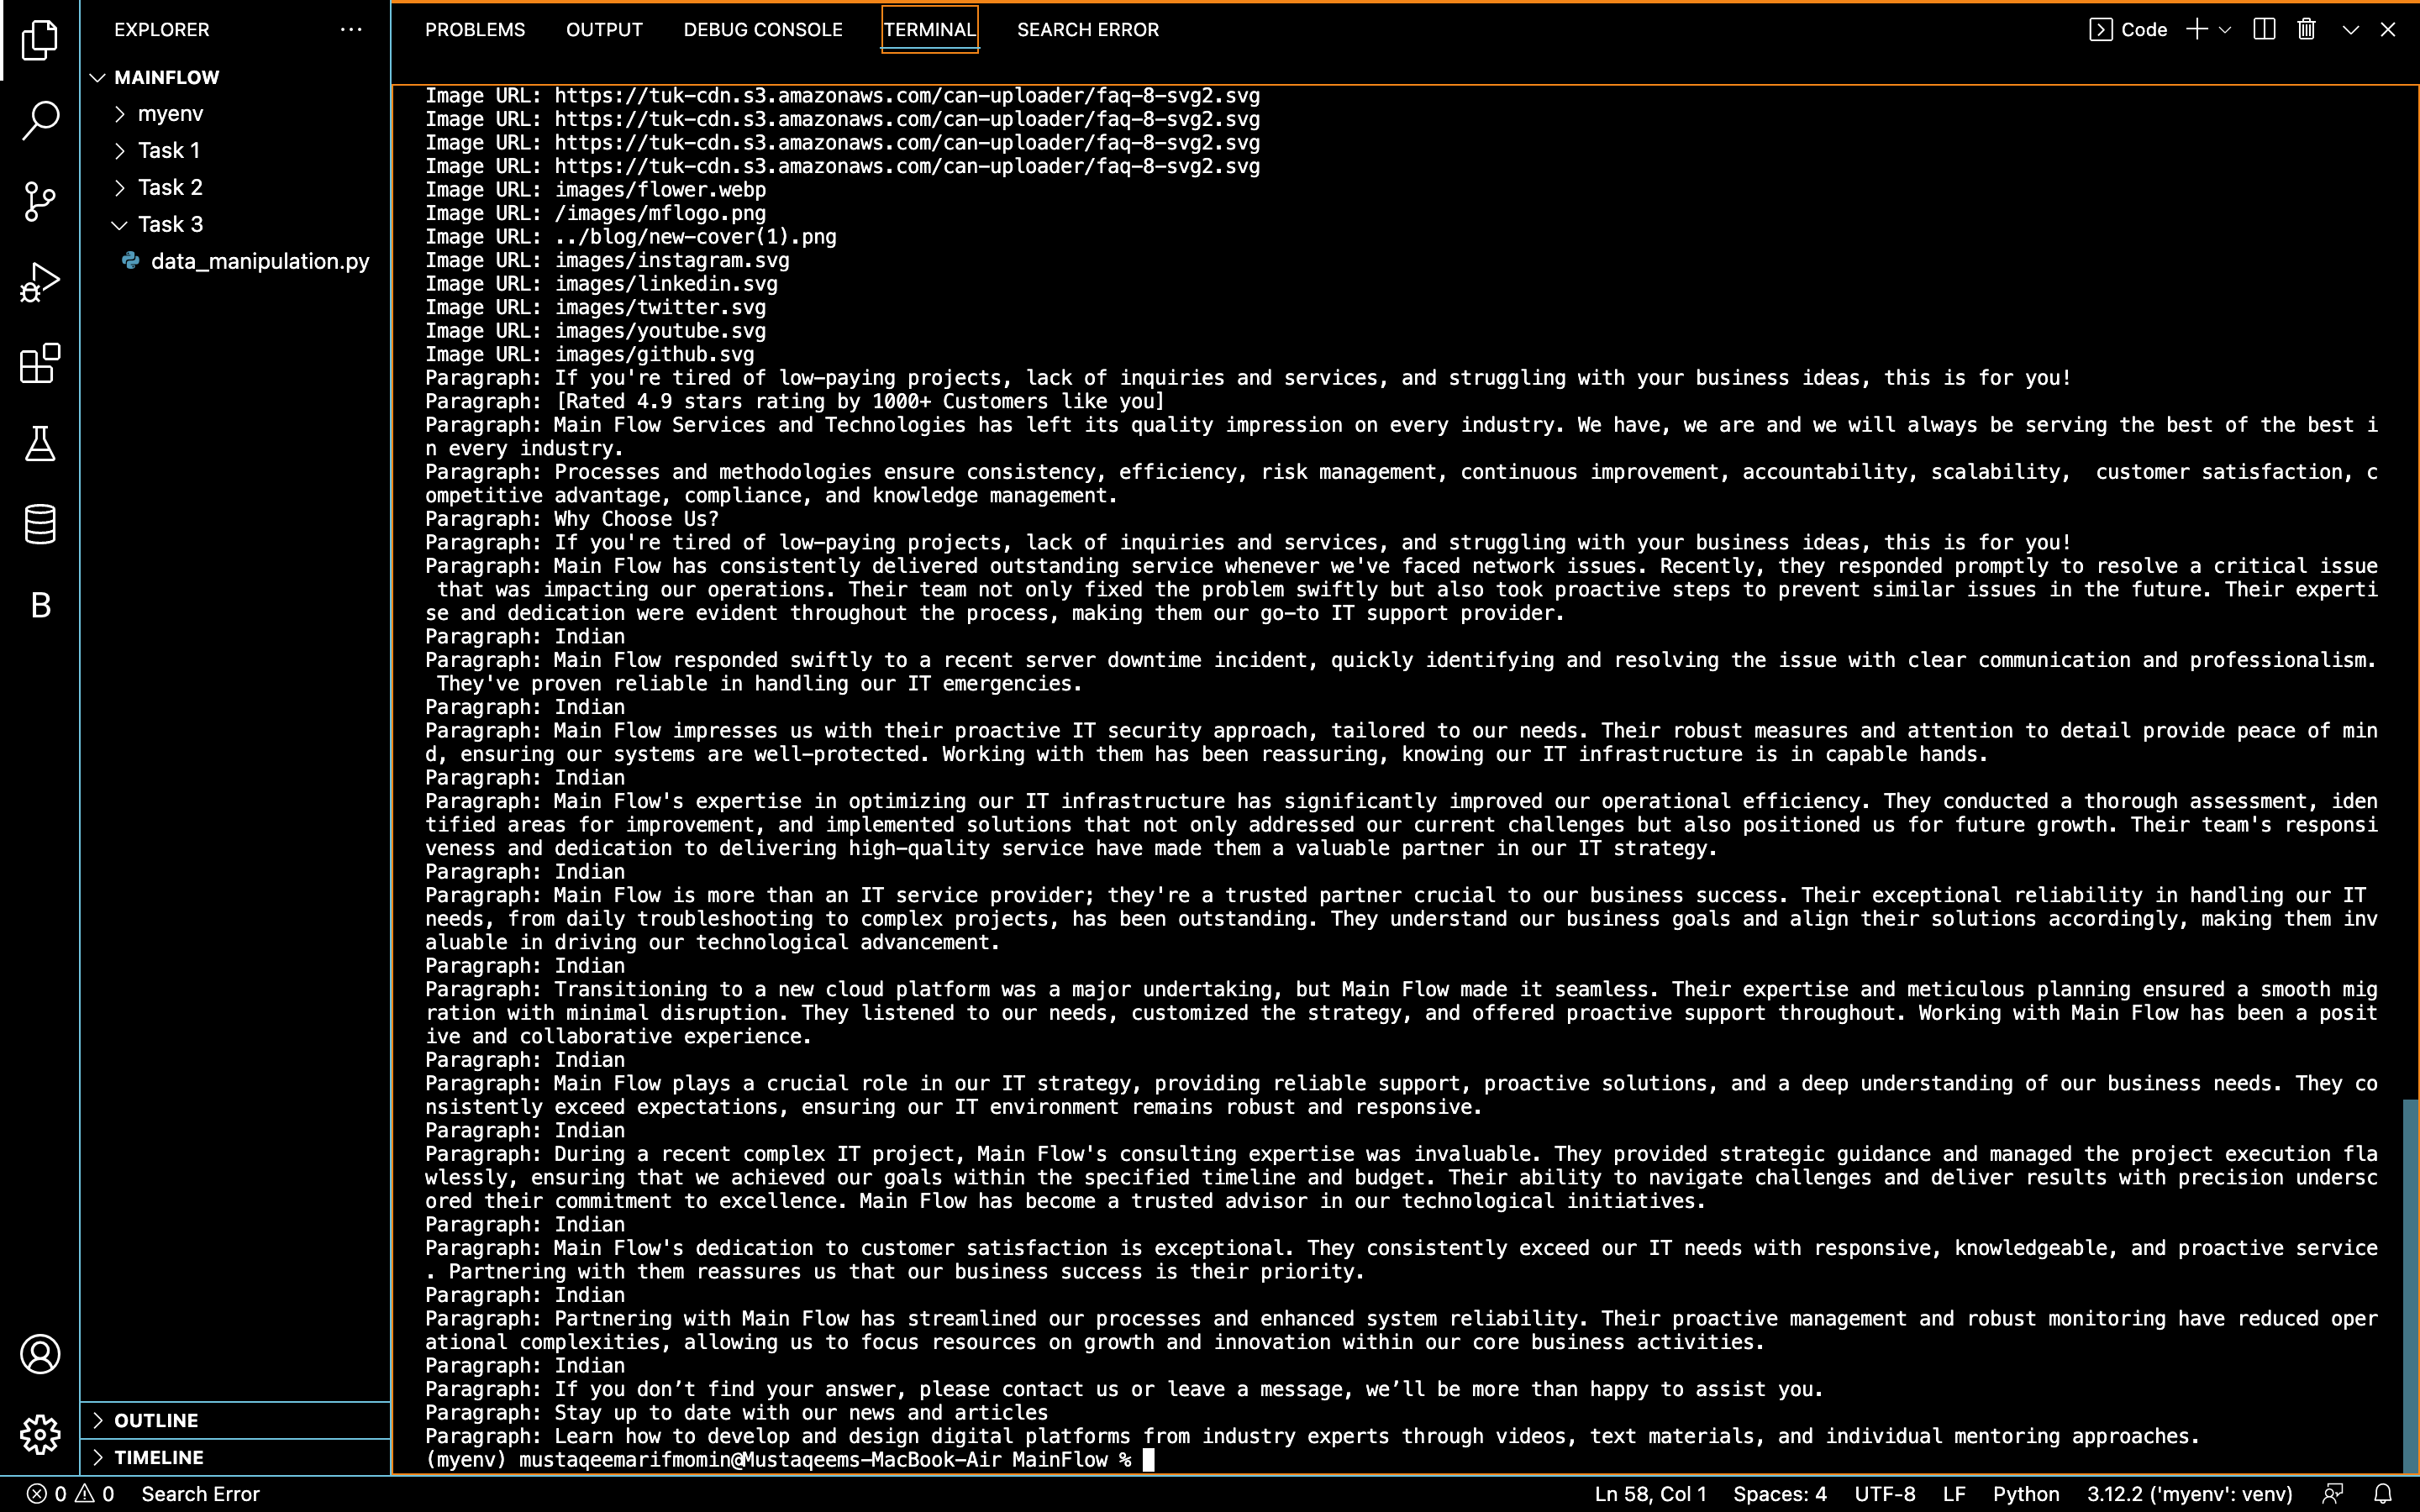 EXPLORER
MAINFLOW
myenv
Task 1
Task 2
Task 3
data_manipulation.py
B
OUTLINE
TIMELINE
PROBLEMS OUTPUT DEBUG CONSOLE TERMINAL SEARCH ERROR
Code
Image URL: https://tuk-cdn.s3.amazonaws.com/can-uploader/faq-8-svg2.svg
Image URL: https://tuk-cdn.s3.amazonaws.com/can-uploader/faq-8-svg2.svg
Image URL: https://tuk-cdn.s3.amazonaws.com/can-uploader/faq-8-svg2.svg
Image URL: https://tuk-cdn.s3.amazonaws.com/can-uploader/faq-8-svg2.svg
Image URL: images/flower.webp
Image URL: /images/mflogo.png
Image URL: ../blog/new-cover(1).png
Image URL: images/instagram.svg
Image URL: images/linkedin.svg
Image URL: images/twitter.svg
Image URL: images/youtube.svg
Image URL: images/github.svg
Paragraph: If you're tired of low-paying projects, lack of inquiries and services, and struggling with your business ideas, this is for you!
Paragraph: [Rated 4.9 stars rating by 1000+ Customers like you]
Paragraph: Main Flow Services and Technologies has left its quality impression on every industry. We have, we are and we will always be serving the best of the best i
n every industry.
Paragraph: Processes and methodologies ensure consistency, efficiency, risk management, continuous improvement, accountability, scalability,  customer satisfaction, c
ompetitive advantage, compliance, and knowledge management.
Paragraph: Why Choose Us?
Paragraph: If you're tired of low-paying projects, lack of inquiries and services, and struggling with your business ideas, this is for you!
Paragraph: Main Flow has consistently delivered outstanding service whenever we've faced network issues. Recently, they responded promptly to resolve a critical issue
 that was impacting our operations. Their team not only fixed the problem swiftly but also took proactive steps to prevent similar issues in the future. Their experti
se and dedication were evident throughout the process, making them our go-to IT support provider.
Paragraph: Indian
Paragraph: Main Flow responded swiftly to a recent server downtime incident, quickly identifying and resolving the issue with clear communication and professionalism.
 They've proven reliable in handling our IT emergencies.
Paragraph: Indian
Paragraph: Main Flow impresses us with their proactive IT security approach, tailored to our needs. Their robust measures and attention to detail provide peace of min
d, ensuring our systems are well-protected. Working with them has been reassuring, knowing our IT infrastructure is in capable hands.
Paragraph: Indian
Paragraph: Main Flow's expertise in optimizing our IT infrastructure has significantly improved our operational efficiency. They conducted a thorough assessment, iden
tified areas for improvement, and implemented solutions that not only addressed our current challenges but also positioned us for future growth. Their team's responsi
veness and dedication to delivering high-quality service have made them a valuable partner in our IT strategy.
Paragraph: Indian
Paragraph: Main Flow is more than an IT service provider; they're a trusted partner crucial to our business success. Their exceptional reliability in handling our IT
needs, from daily troubleshooting to complex projects, has been outstanding. They understand our business goals and align their solutions accordingly, making them inv
aluable in driving our technological advancement.
Paragraph: Indian
Paragraph: Transitioning to a new cloud platform was a major undertaking, but Main Flow made it seamless. Their expertise and meticulous planning ensured a smooth mig
ration with minimal disruption. They listened to our needs, customized the strategy, and offered proactive support throughout. Working with Main Flow has been a posit
ive and collaborative experience.
Paragraph: Indian
Paragraph: Main Flow plays a crucial role in our IT strategy, providing reliable support, proactive solutions, and a deep understanding of our business needs. They co
nsistently exceed expectations, ensuring our IT environment remains robust and responsive.
Paragraph: Indian
Paragraph: During a recent complex IT project, Main Flow's consulting expertise was invaluable. They provided strategic guidance and managed the project execution fla
wlessly, ensuring that we achieved our goals within the specified timeline and budget. Their ability to navigate challenges and deliver results with precision undersc
ored their commitment to excellence. Main Flow has become a trusted advisor in our technological initiatives.
Paragraph: Indian
Paragraph: Main Flow's dedication to customer satisfaction is exceptional. They consistently exceed our IT needs with responsive, knowledgeable, and proactive service
. Partnering with them reassures us that our business success is their priority.
Paragraph: Indian
Paragraph: Partnering with Main Flow has streamlined our processes and enhanced system reliability. Their proactive management and robust monitoring have reduced oper
ational complexities, allowing us to focus resources on growth and innovation within our core business activities.
Paragraph: Indian
Paragraph: If you don’t find your answer, please contact us or leave a message, we’ll be more than happy to assist you.
Paragraph: Stay up to date with our news and articles
Paragraph: Learn how to develop and design digital platforms from industry experts through videos, text materials, and individual mentoring approaches.
(myenv) mustaqeemarifmomin@Mustaqeems-MacBook-Air MainFlow %
0 0 Search Error Ln 58, Col 1 Spaces: 4 UTF-8 LF Python 3.12.2 ('myenv': venv)